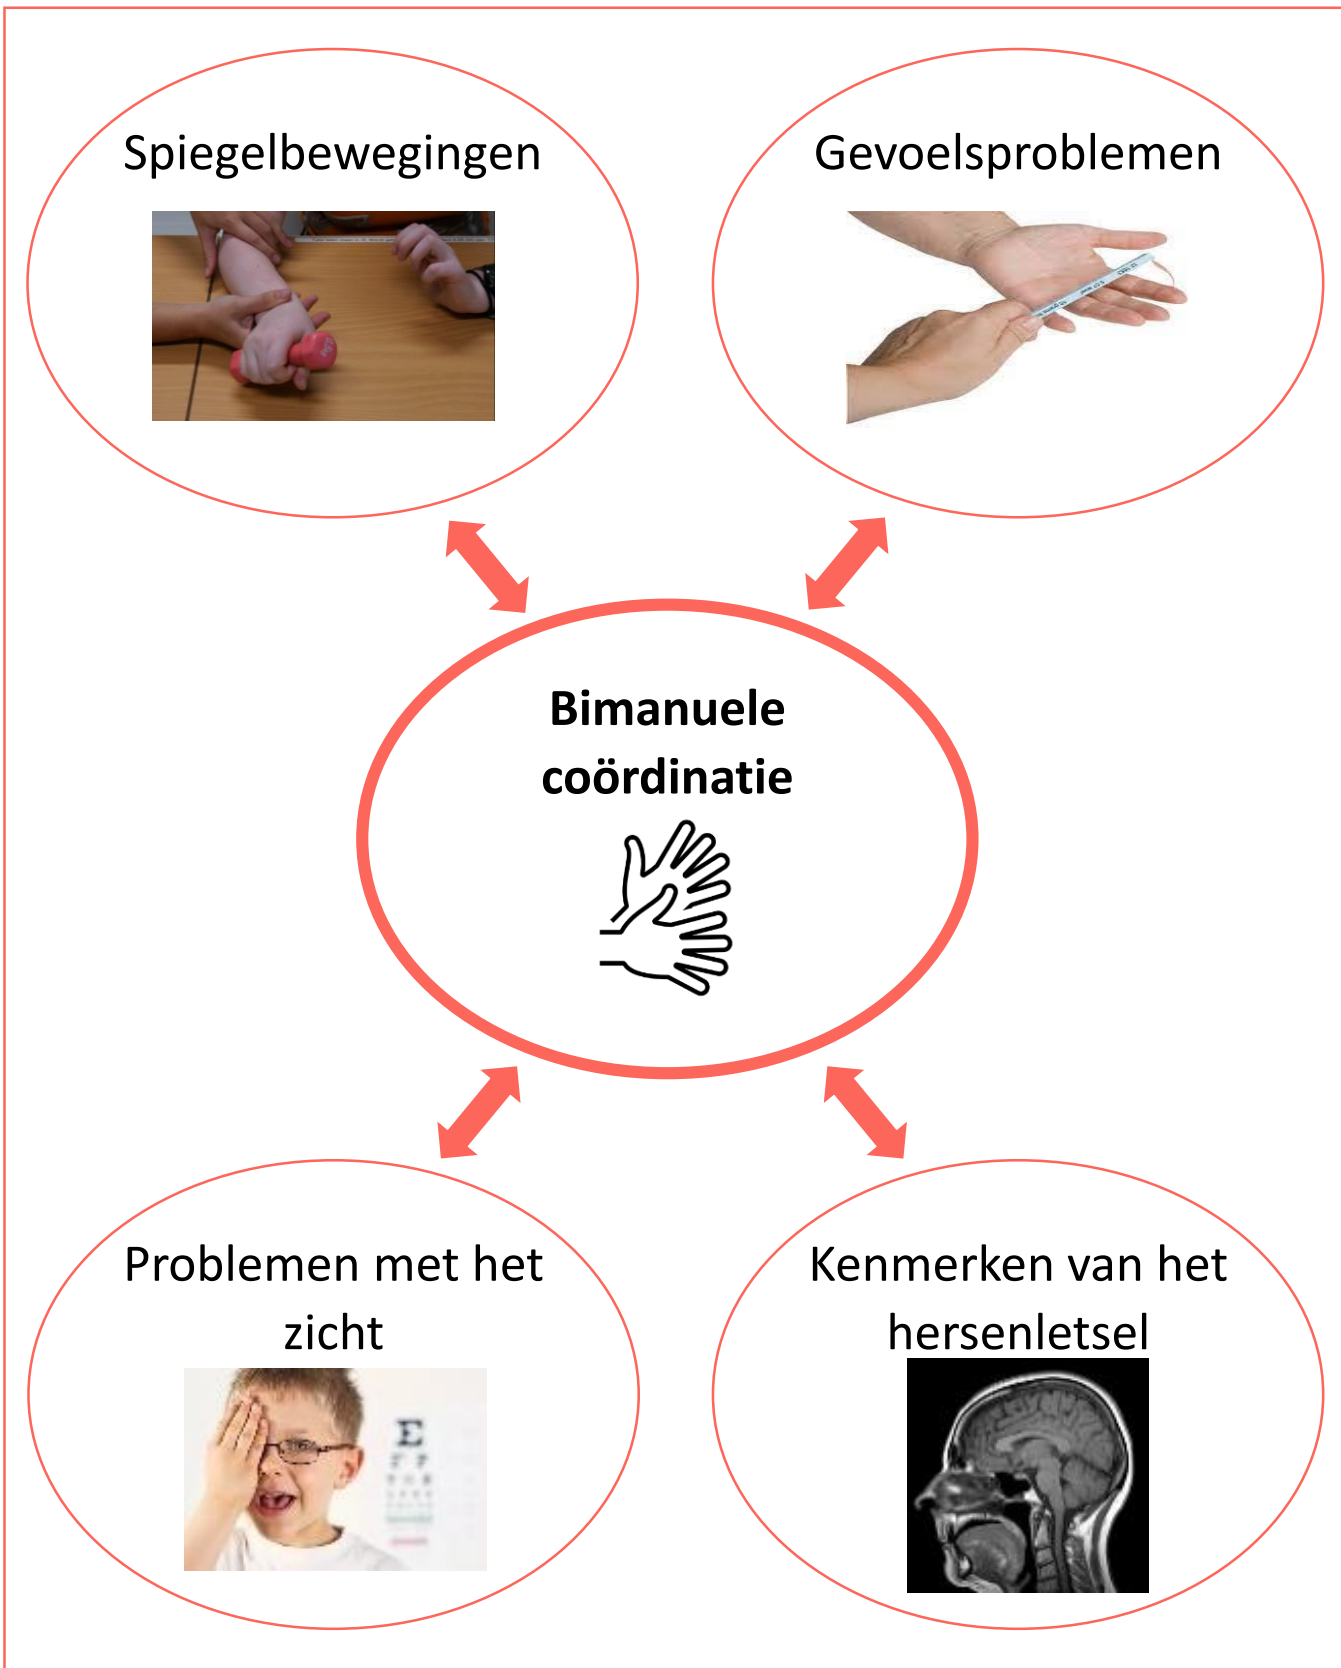 Spiegelbewegingen
Gevoelsproblemen
Bimanuele
coördinatie
Problemen met het
zicht
Kenmerken van het
hersenletsel
E